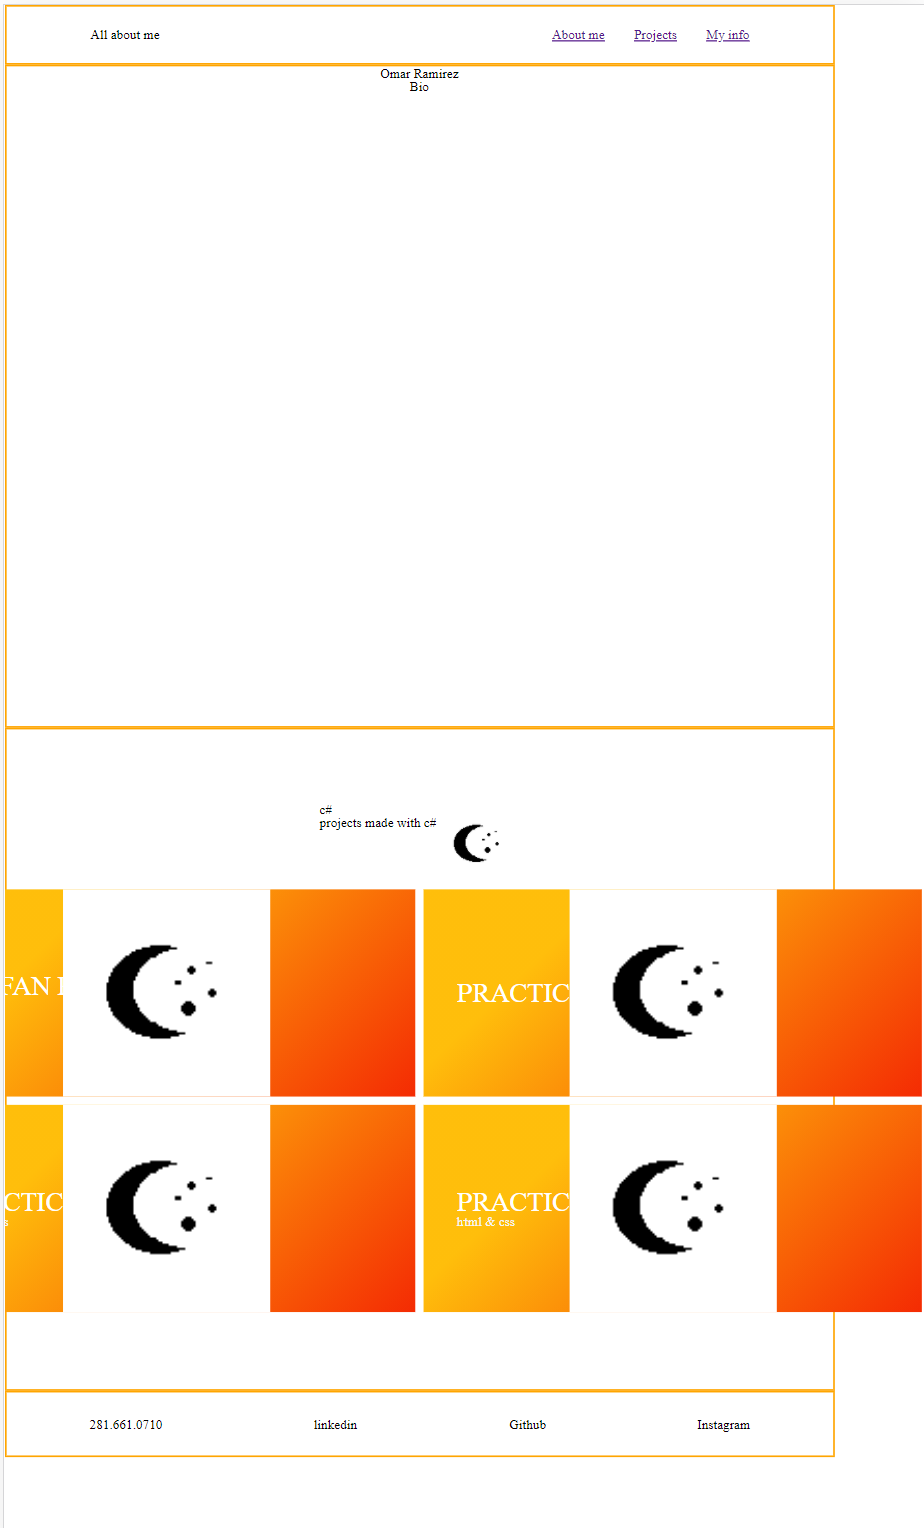 All about me
About me Projects My info
Omar Ramirez
Bio
c#
projects made with c#
FAN
PRACTIC
CTIC
s
PRACTIC
html & css
281.661.0710 linkedin Github Instagram